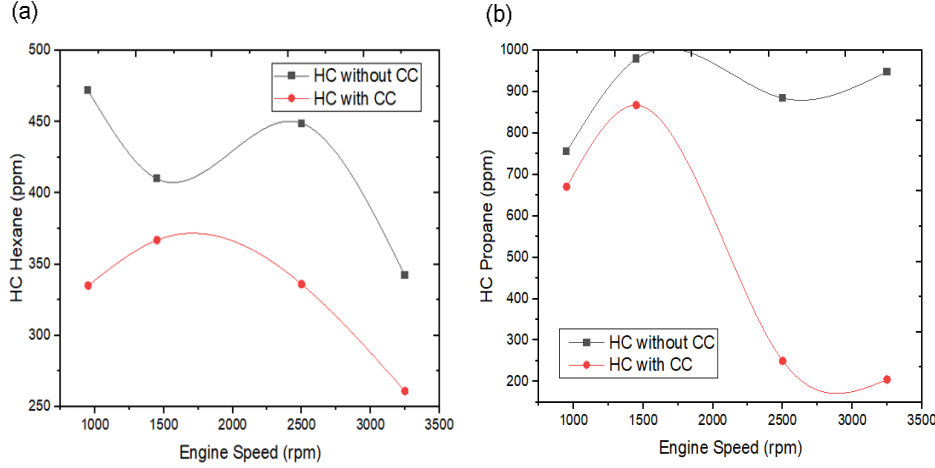 (a)
500
450
400
350
300
250
HC Hexane (ppm)
HC without CC
HC with CC
1000 1500 2000 2500 3000 3500
Engine Speed (rpm)
(b)
1000
900
800
700
600
500
400
300
200
HC Propane (ppm)
HC without CC
HC with CC
1000 1500 2000 2500 3000 3500
Engine Speed (rpm)